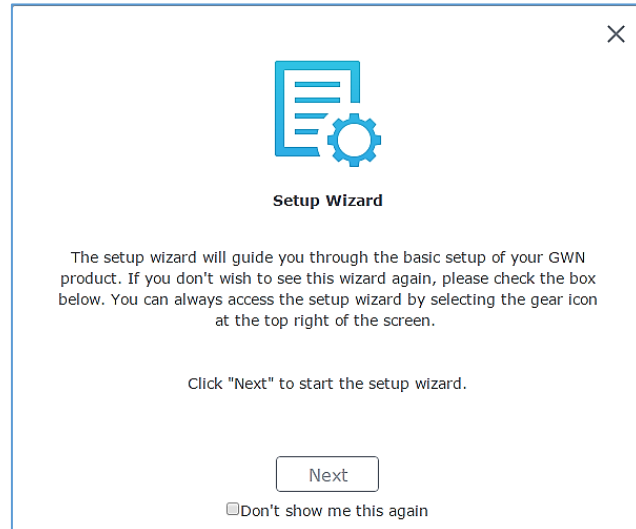 Setup Wizard
The setup wizard will guide you through the basic setup of your GWN
product. If you don't wish to see this wizard again, please check the box
below. You can always access the setup wizard by selecting the gear icon
at the top right of the screen.
Click "Next" to start the setup wizard.
Next
Don't show me this again